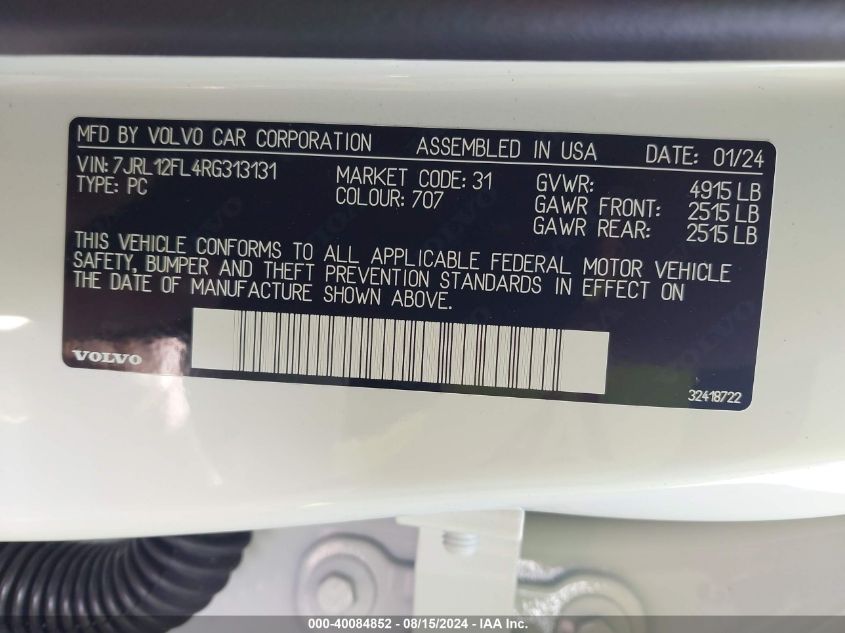 MFD BY VOLVO CAR CORPORATION ASSEMBLED IN USA DATE: 01/24
VIN: 7JRL12FL4RG313131 MARKET CODE: 31 GVWR: 4915 LB
TYPE: PC COLOUR: 707 GAWR FRONT: 2515 LB
GAWR REAR: 2515 LB
THIS VEHICLE CONFORMS TO ALL APPLICABLE FEDERAL MOTOR VEHICLE
SAFETY, BUMPER AND THEFT PREVENTION STANDARDS IN EFFECT ON
THE DATE OF MANUFACTURE SHOWN ABOVE.
VOLVO
32418722
000-40084852 - 08/15/2024 - IAA Inc.